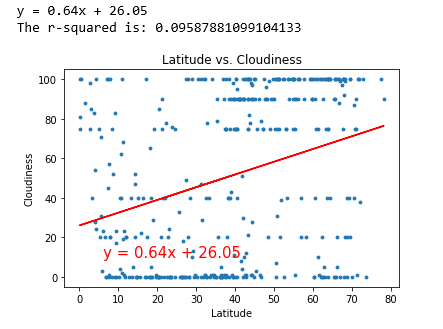 y = 0.64x + 26.05
The r-squared is: 0.09587881099104133
Latitude vs. Cloudiness
100
80
60
40
20
0
Cloudiness
y = 0.64x + 26.05
0 10 20 30 40 50 60 70 80
Latitude